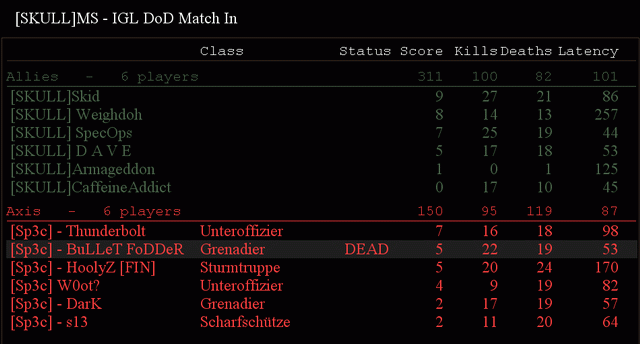 [SKULL]MS - IGL DoD Match In
Class Status Score Kills Deaths Latency
Allies - 6 players 311 100 82 101
[SKULL]Skid 9 27 21 86
[SKULL] Weighdoh 8 14 13 257
[SKULL] SpecOps 7 25 19 44
[SKULL] D A V E 5 17 18 53
[SKULL]Armageddon 1 0 1 125
[SKULL]CaffeineAddict 0 17 10 45
Axis - 6 players 150 95 119 87
[Sp3c] - Thunderbolt Unteroffizier 7 16 18 98
[Sp3c] - BuLLeT FoDDeR Grenadier DEAD 5 22 19 53
[Sp3c] - HoolyZ [FIN] Sturmtruppe 5 20 24 170
[Sp3c] W0ot? Unteroffizier 4 9 19 82
[Sp3c] - DarK Grenadier 2 17 19 57
[Sp3c] - s13 Scharfschütze 2 11 20 64